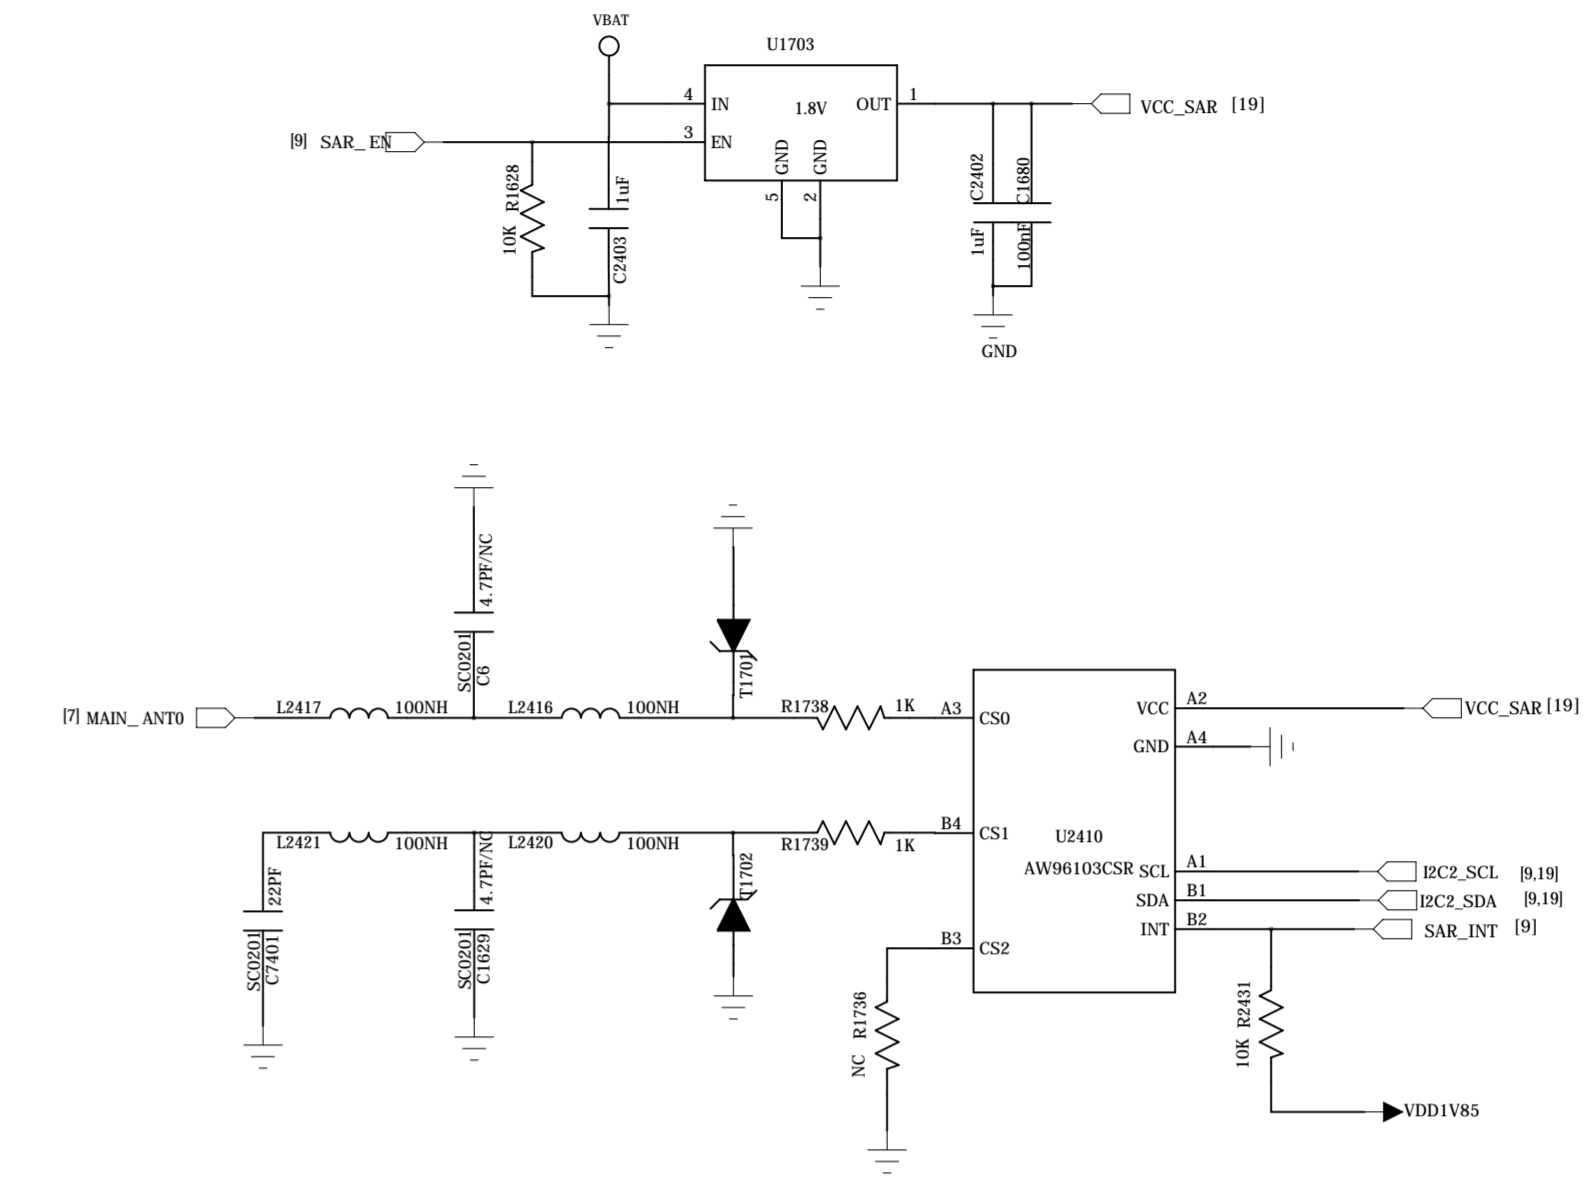 VBAT
U1703
4 IN 1.8V OUT 1 VCC_SAR [19]
[9] SAR_EN 3 EN
GND GND
5 2
R1628 10K
1uF C2403
C2402 1uF
C1680 100nF
GND
4.7PF/NC
SC0201 C6
T1701
[7] MAIN_ANT0 L2417 100NH L2416 100NH R1738 1K A3 CS0
VCC A2 VCC_SAR [19]
GND A4
L2421 100NH L2420 100NH R1739 1K B4 CS1
U2410
AW96103CSR
SCL A1 I2C2_SCL [9,19]
SDA B1 I2C2_SDA [9,19]
INT B2 SAR_INT [9]
22PF
SC0201 C7401
4.7PF/NC
SC0201 C1629
T1702
B3 CS2
NC R1736
10K R2431
VDD1V85